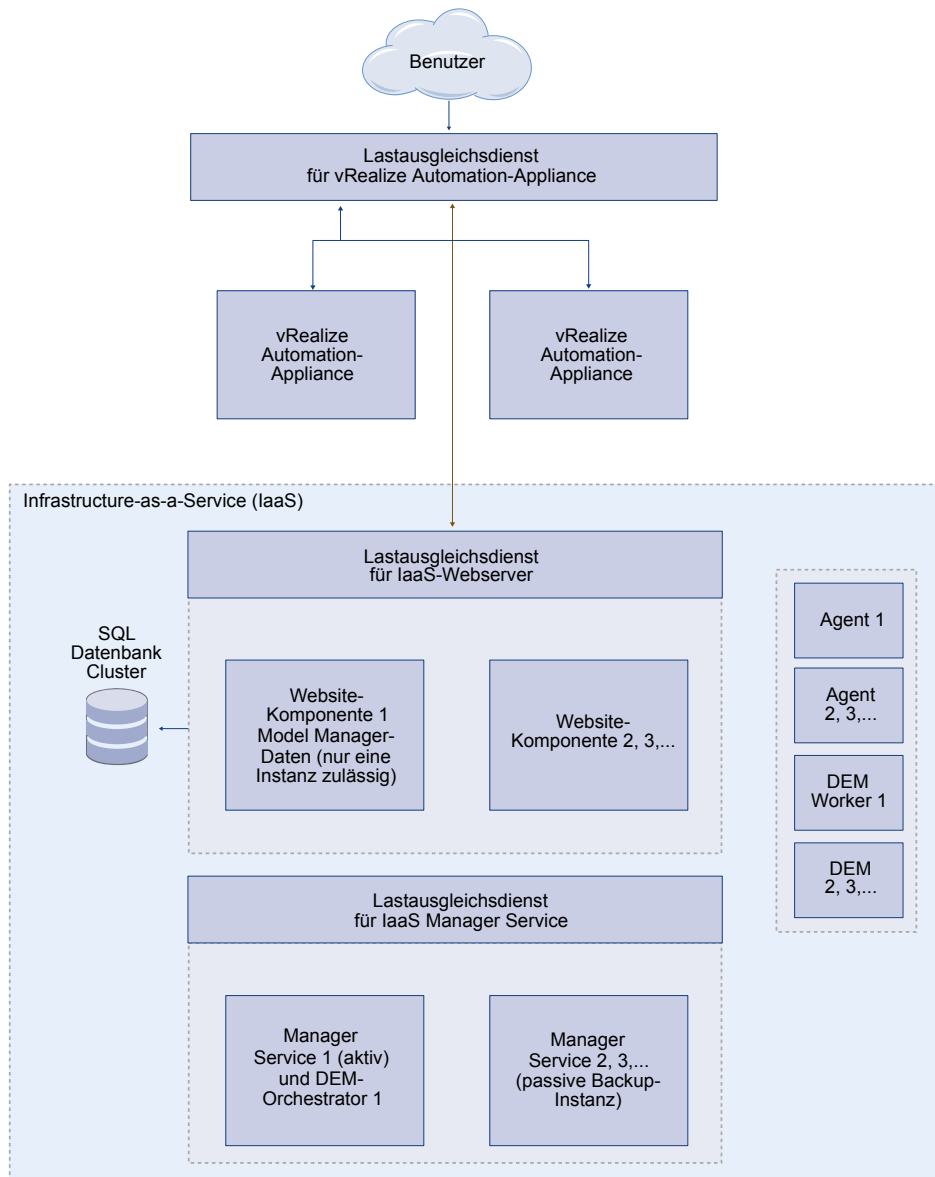 Benutzer
Lastausgleichsdienst
für vRealize Automation-Appliance
vRealize
Automation-
Appliance
vRealize
Automation-
Appliance
Infrastructure-as-a-Service (IaaS)
Lastausgleichsdienst
für IaaS-Webserver
SQL
Datenbank
Cluster
Website-
Komponente 1
Model Manager-
Daten (nur eine
Instanz zulässig)
Website-
Komponente 2, 3,...
Agent 1
Agent
2, 3,...
DEM
Worker 1
DEM
2, 3,...
Lastausgleichsdienst
für IaaS Manager Service
Manager
Service 1 (aktiv)
und DEM-
Orchestrator 1
Manager
Service 2, 3,...
(passive Backup-
Instanz)